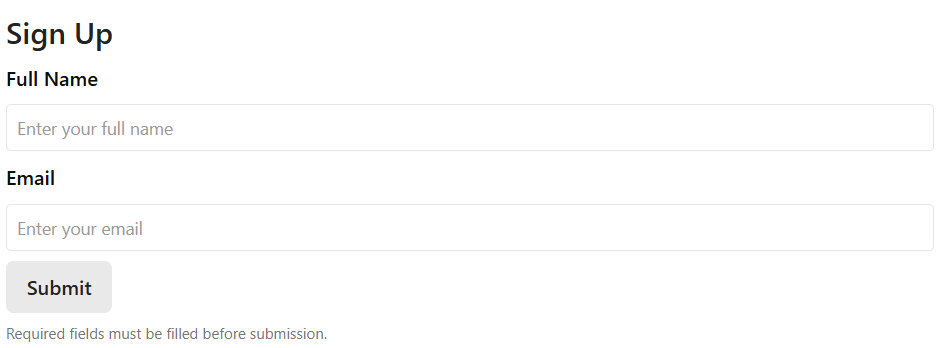 Sign Up
Full Name
Enter your full name
Email
Enter your email
Submit
Required fields must be filled before submission.